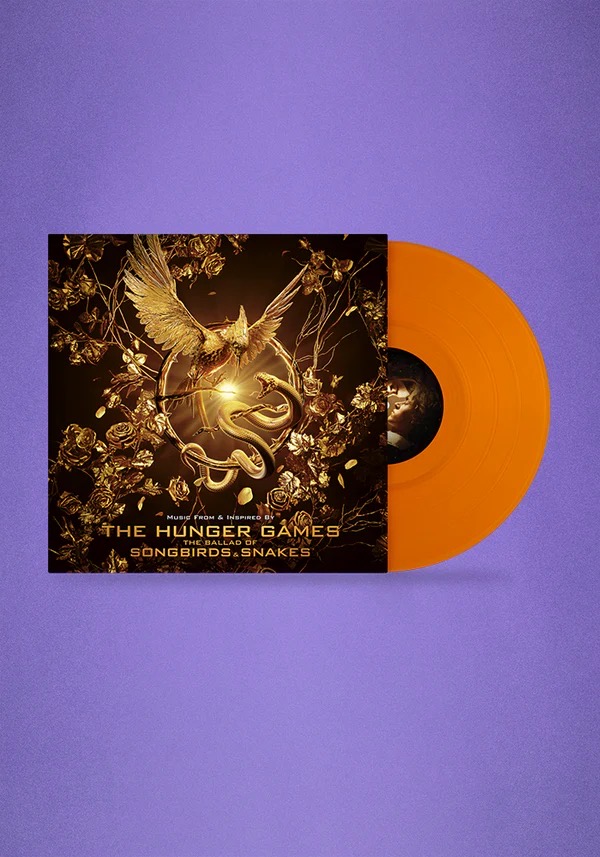 Music From & Inspired By
THE HUNGER GAMES
THE BALLAD OF
SONGBIRDS & SNAKES